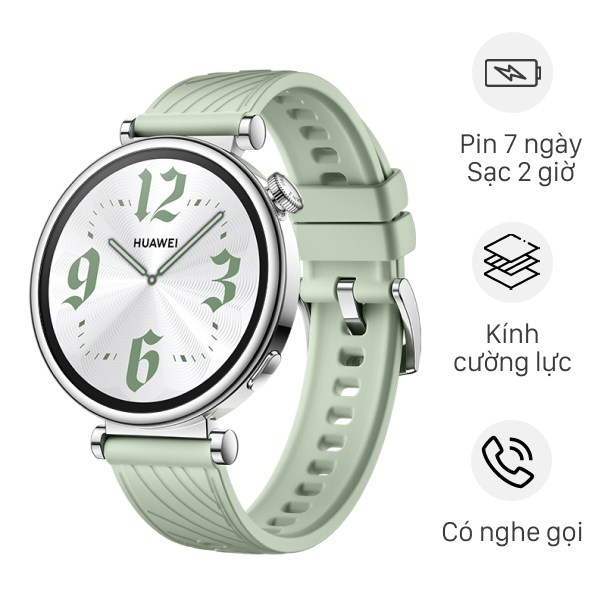 12
HUAWEI
9
3
6
Pin 7 ngày
Sạc 2 giờ
Kính
cường lực
Có nghe gọi